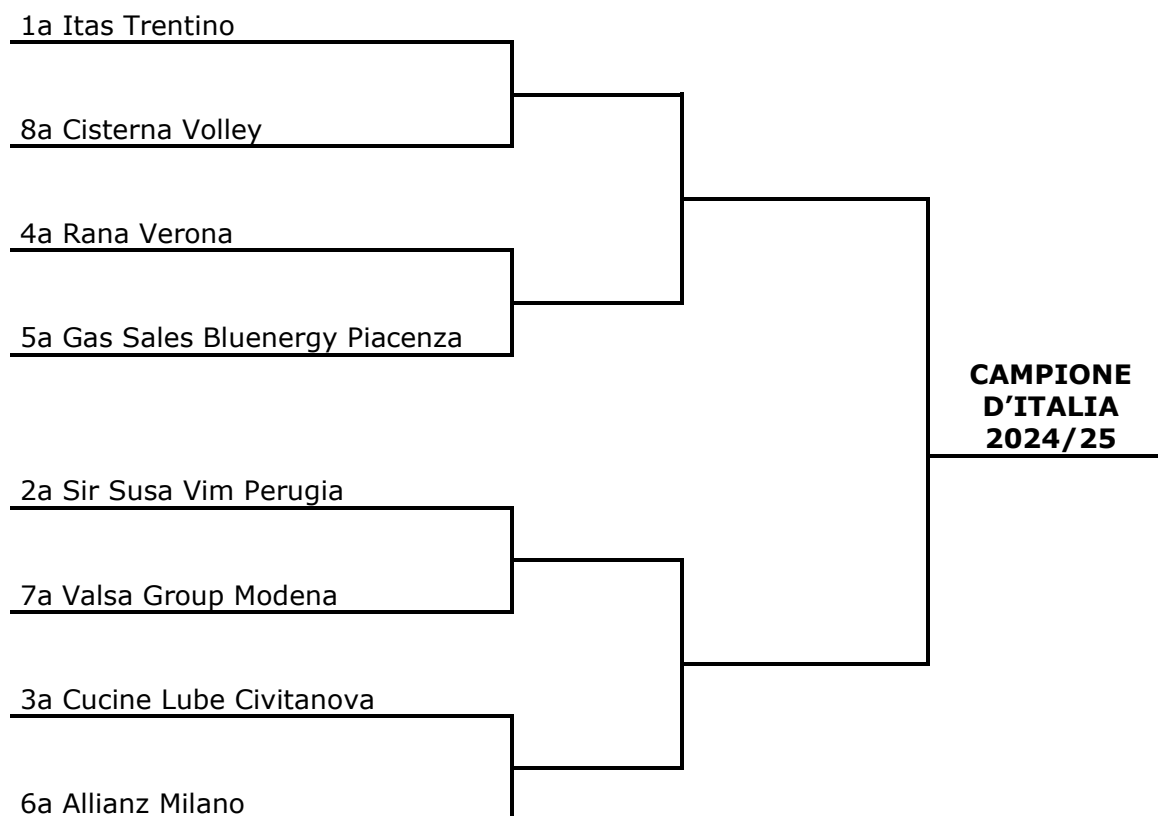 1a Itas Trentino
8a Cisterna Volley
4a Rana Verona
5a Gas Sales Bluenergy Piacenza
CAMPIONE
D’ITALIA
2024/25
2a Sir Susa Vim Perugia
7a Valsa Group Modena
3a Cucine Lube Civitanova
6a Allianz Milano